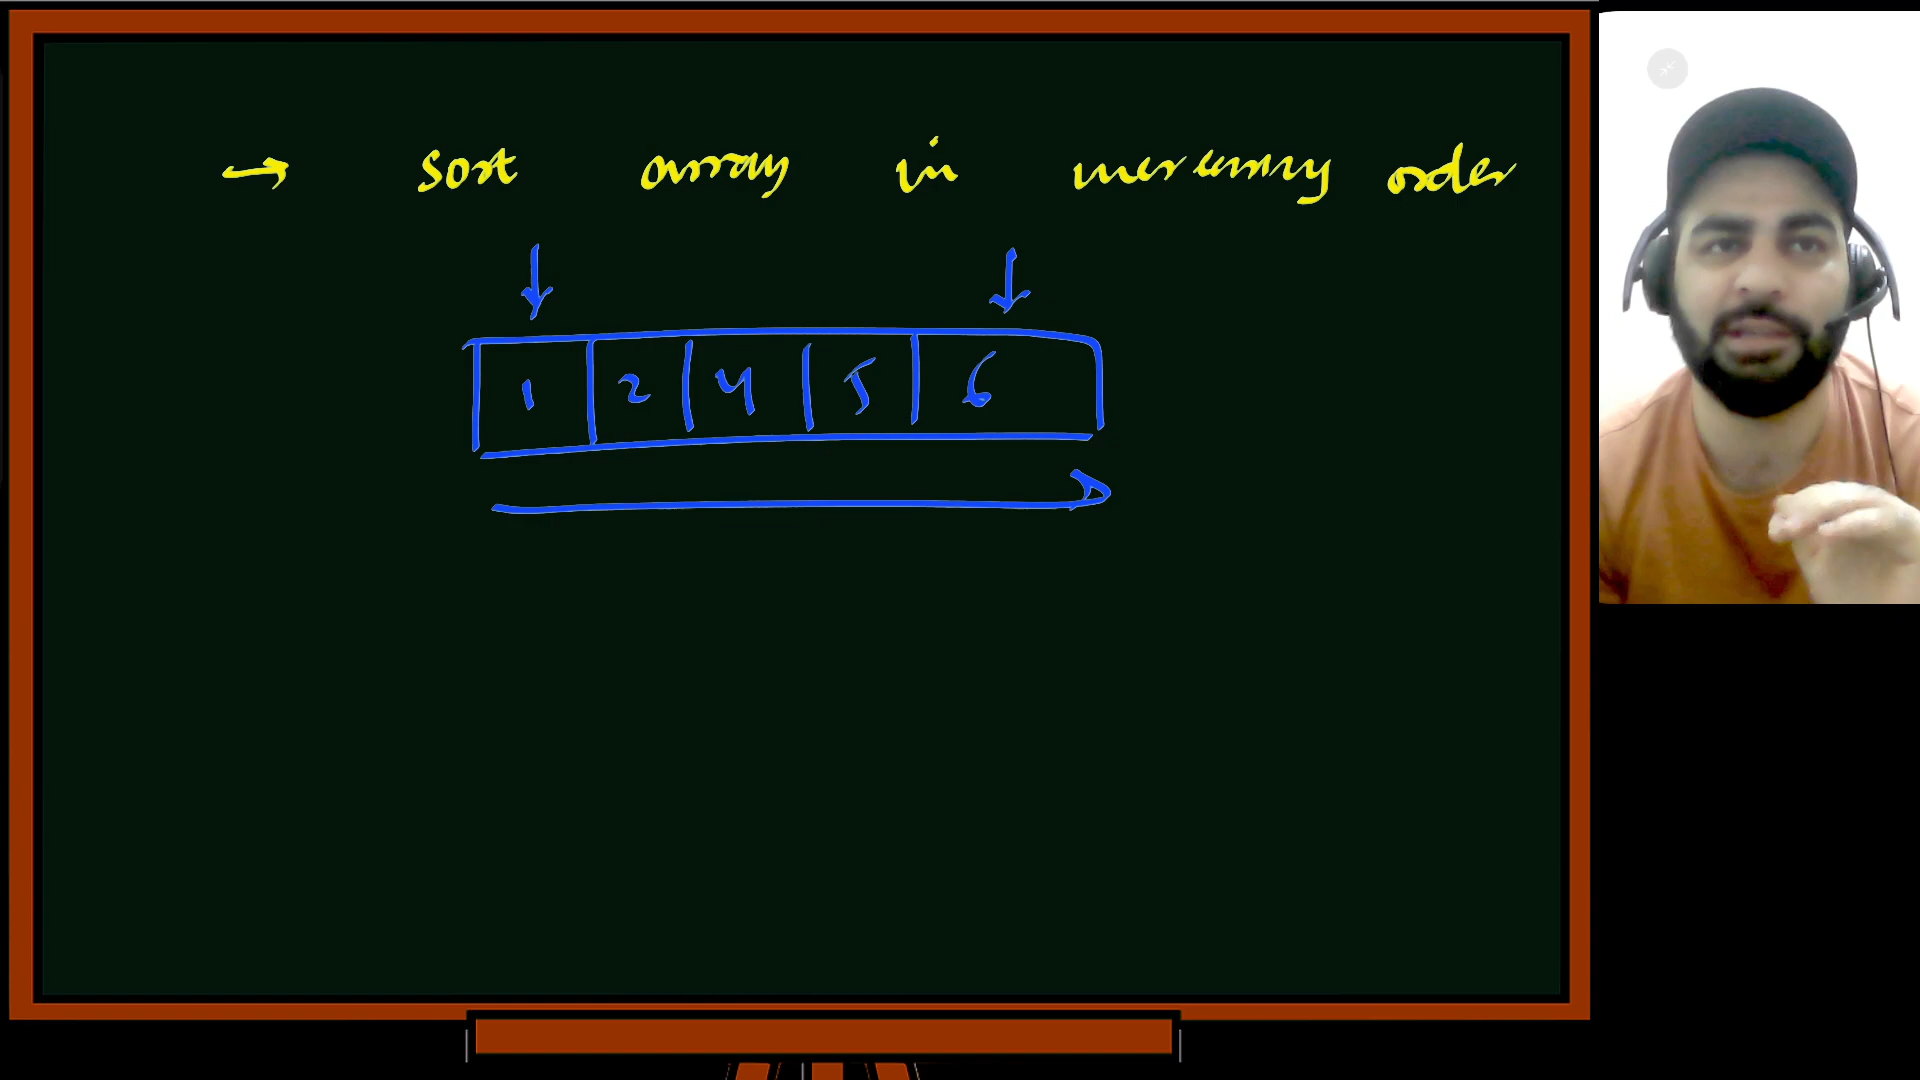 → sort array in increasing order
1 2 4 5 6